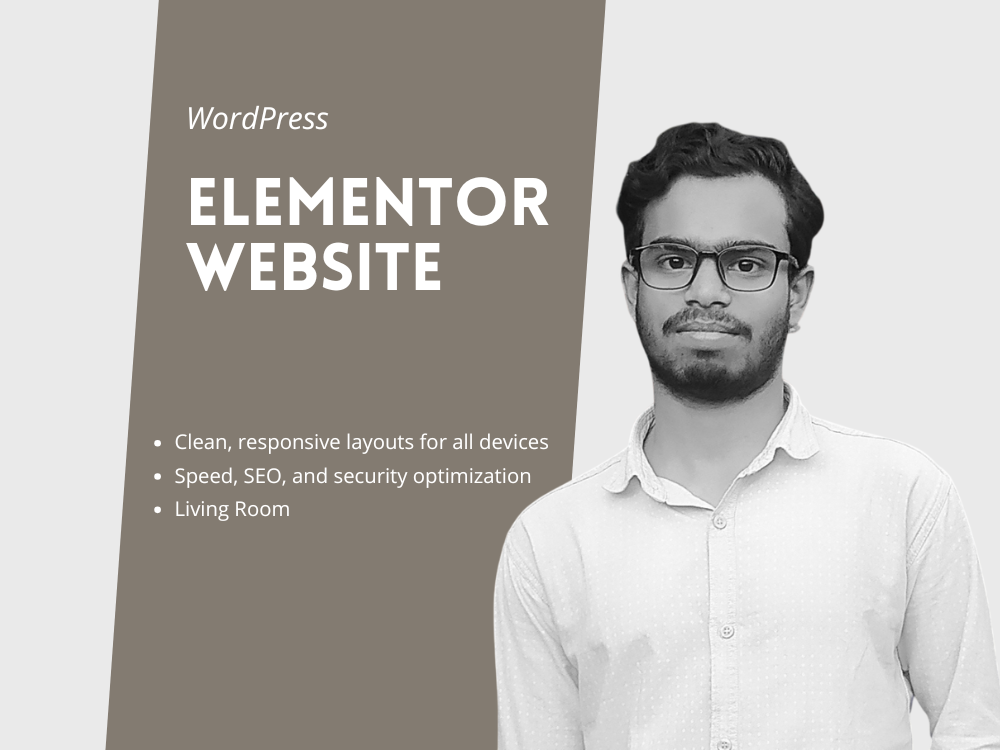 WordPress
ELEMENTOR
WEBSITE
• Clean, responsive layouts for all devices
• Speed, SEO, and security optimization
• Living Room